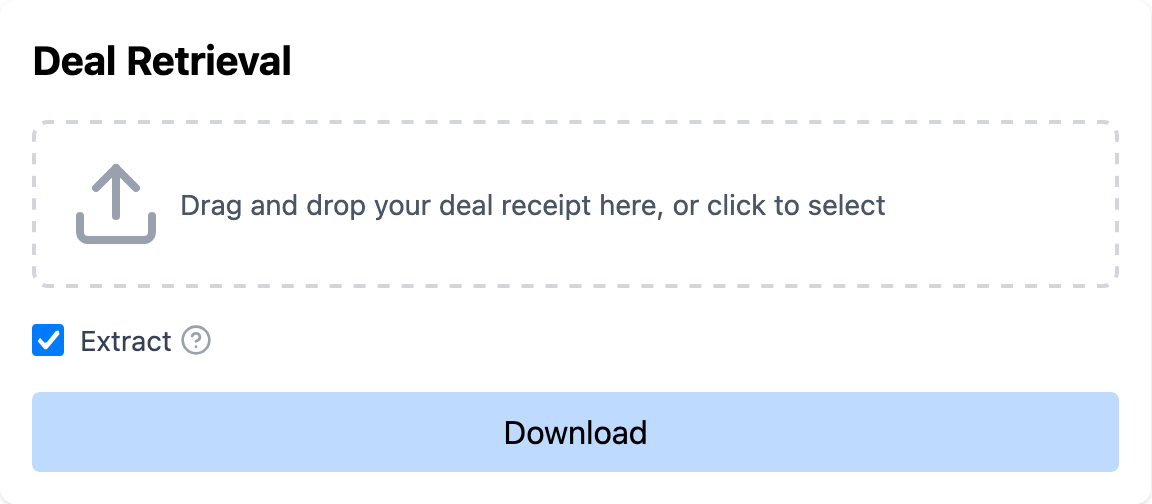 Deal Retrieval
Drag and drop your deal receipt here, or click to select
Extract ?
Download